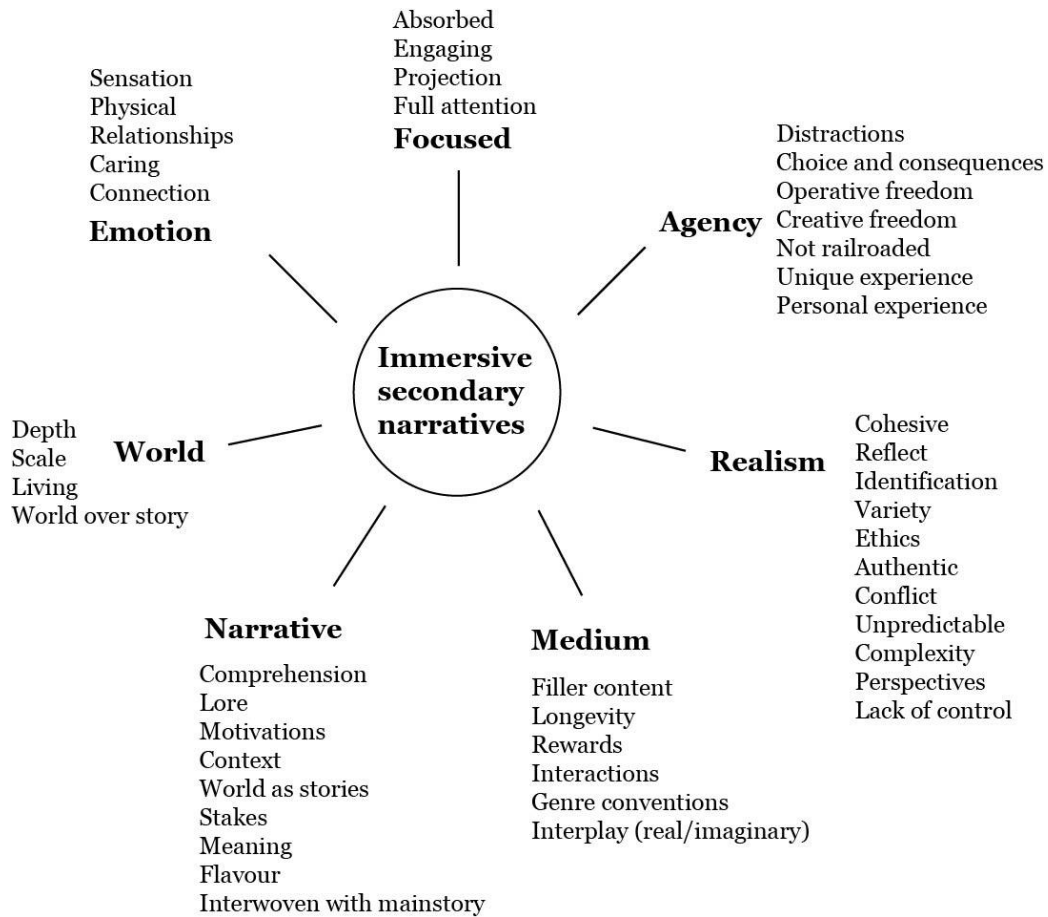 Absorbed
Engaging
Projection
Full attention
Focused
Sensation
Physical
Relationships
Caring
Connection
Emotion
Distractions
Choice and consequences
Operative freedom
Agency
Creative freedom
Not railroaded
Unique experience
Personal experience
Immersive
secondary
narratives
Depth
Scale
Living
World over story
World
Realism
Cohesive
Reflect
Identification
Variety
Ethics
Authentic
Conflict
Unpredictable
Complexity
Perspectives
Lack of control
Narrative
Comprehension
Lore
Motivations
Context
World as stories
Stakes
Meaning
Flavour
Interwoven with mainstory
Medium
Filler content
Longevity
Rewards
Interactions
Genre conventions
Interplay (real/imaginary)